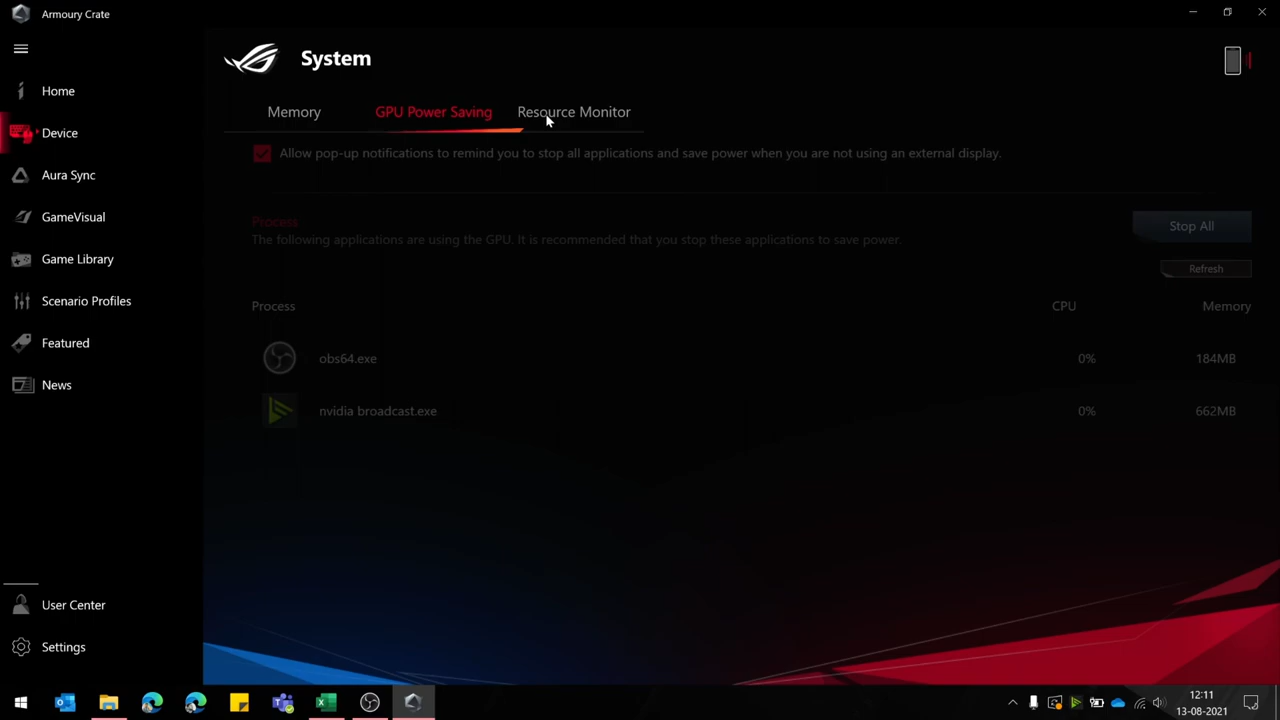 Armoury Crate
System
Home
Device
Aura Sync
GameVisual
Game Library
Scenario Profiles
Featured
News
User Center
Settings
Memory GPU Power Saving Resource Monitor
Allow pop-up notifications to remind you to stop all applications and save power when you are not using an external display.
Process
The following applications are using the GPU. It is recommended that you stop these applications to save power.
Stop All
Refresh
Process CPU Memory
obs64.exe 0% 184MB
nvidia broadcast.exe 0% 662MB
12:11
13-08-2021